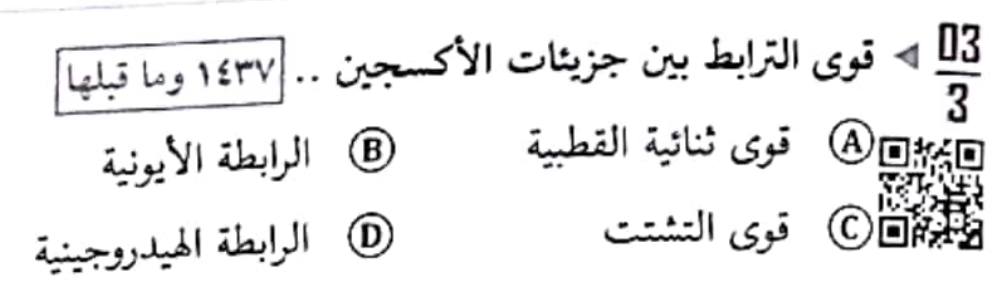 03/3 ◄ قوى الترابط بين جزيئات الأكسجين .. ١٤٣٧ وما قبلها
A قوى ثنائية القطبية B الرابطة الأيونية
C قوى التشتت D الرابطة الهيدروجينية